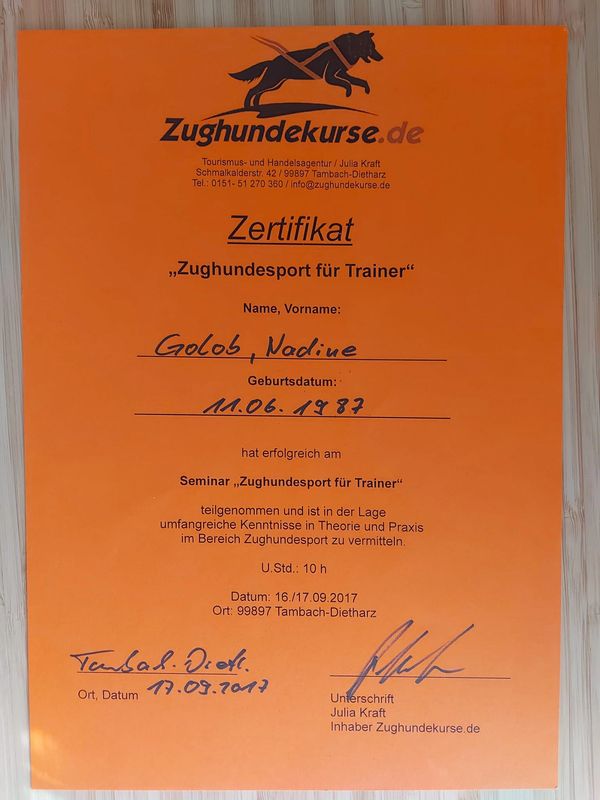 Zughundekurse.de
Tourismus- und Handelsagentur / Julia Kraft
Schmalkalderstr. 42 / 99897 Tambach-Dietharz
Tel.: 0151- 51 270 360 / info@zughundekurse.de
Zertifikat
„Zughundesport für Trainer“
Name, Vorname:
Golob, Nadine
Geburtsdatum:
11.06.1987
hat erfolgreich am
Seminar „Zughundesport für Trainer“
teilgenommen und ist in der Lage
umfangreiche Kenntnisse in Theorie und Praxis
im Bereich Zughundesport zu vermitteln.
U.Std.: 10 h
Datum: 16./17.09.2017
Ort: 99897 Tambach-Dietharz
Tambach-Dieth.
Ort, Datum 17.09.2017
Unterschrift
Julia Kraft
Inhaber Zughundekurse.de